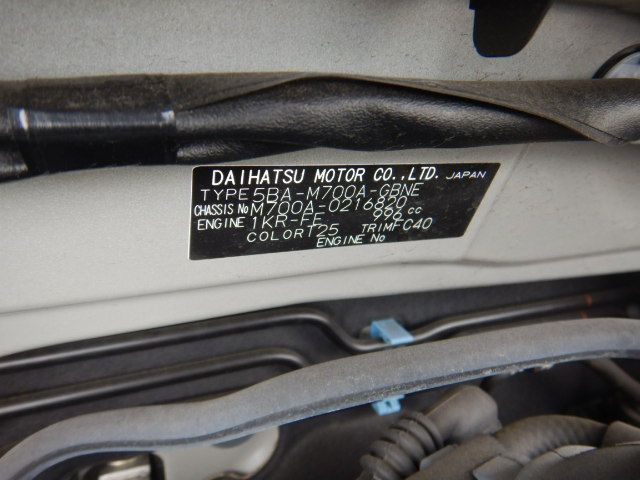 DAIHATSU MOTOR CO.,LTD. JAPAN
TYPE 5BA-M700A-GBNE
CHASSIS No M700A-0216820
ENGINE 1KR-FE 996 cc
COLOR T25 TRIM FC40
ENGINE No